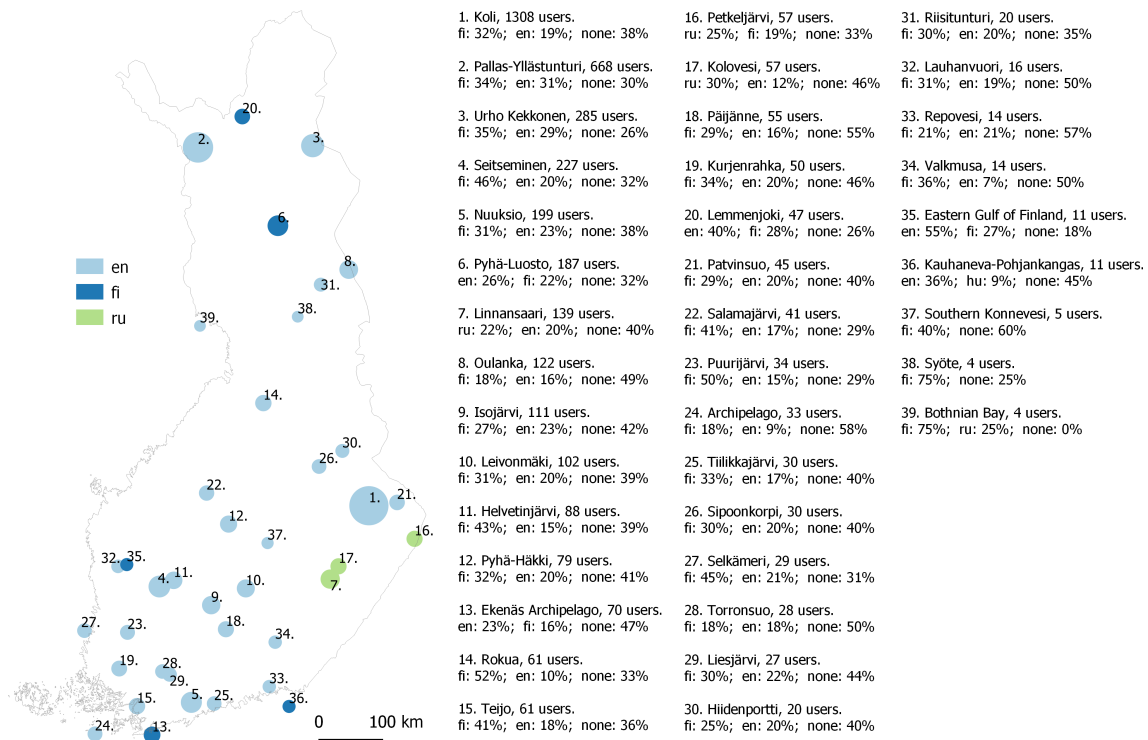 1. Koli, 1308 users.
fi: 32%; en: 19%; none: 38%
2. Pallas-Yllästunturi, 668 users.
fi: 34%; en: 31%; none: 30%
3. Urho Kekkonen, 285 users.
fi: 35%; en: 29%; none: 26%
4. Seitseminen, 227 users.
fi: 46%; en: 20%; none: 32%
5. Nuuksio, 199 users.
fi: 31%; en: 23%; none: 38%
6. Pyhä-Luosto, 187 users.
en: 26%; fi: 22%; none: 32%
7. Linnansaari, 139 users.
ru: 22%; en: 20%; none: 40%
8. Oulanka, 122 users.
fi: 18%; en: 16%; none: 49%
9. Isojärvi, 111 users.
fi: 27%; en: 23%; none: 42%
10. Leivonmäki, 102 users.
fi: 31%; en: 20%; none: 39%
11. Helvetinjärvi, 88 users.
fi: 43%; en: 15%; none: 39%
12. Pyhä-Häkki, 79 users.
fi: 32%; en: 20%; none: 41%
13. Ekenäs Archipelago, 70 users.
en: 23%; fi: 16%; none: 47%
14. Rokua, 61 users.
fi: 52%; en: 10%; none: 33%
15. Teijo, 61 users.
fi: 41%; en: 18%; none: 36%
16. Petkeljärvi, 57 users.
ru: 25%; fi: 19%; none: 33%
17. Kolovesi, 57 users.
ru: 30%; en: 12%; none: 46%
18. Päijänne, 55 users.
fi: 29%; en: 16%; none: 55%
19. Kurjenrahka, 50 users.
fi: 34%; en: 20%; none: 46%
20. Lemmenjoki, 47 users.
en: 40%; fi: 28%; none: 26%
21. Patvinsuo, 45 users.
fi: 29%; en: 20%; none: 40%
22. Salamajärvi, 41 users.
fi: 41%; en: 17%; none: 29%
23. Puurijärvi, 34 users.
fi: 50%; en: 15%; none: 29%
24. Archipelago, 33 users.
fi: 18%; en: 9%; none: 58%
25. Tiilikkajärvi, 30 users.
fi: 33%; en: 17%; none: 40%
26. Sipoonkorpi, 30 users.
fi: 30%; en: 20%; none: 40%
27. Selkämeri, 29 users.
fi: 45%; en: 21%; none: 31%
28. Torronsuo, 28 users.
fi: 18%; en: 18%; none: 50%
29. Liesjärvi, 27 users.
fi: 30%; en: 22%; none: 44%
30. Hiidenportti, 20 users.
fi: 25%; en: 20%; none: 40%
31. Riisitunturi, 20 users.
fi: 30%; en: 20%; none: 35%
32. Lauhanvuori, 16 users.
fi: 31%; en: 19%; none: 50%
33. Repovesi, 14 users.
fi: 21%; en: 21%; none: 57%
34. Valkmusa, 14 users.
fi: 36%; en: 7%; none: 50%
35. Eastern Gulf of Finland, 11 users.
en: 55%; fi: 27%; none: 18%
36. Kauhaneva-Pohjankangas, 11 users.
en: 36%; hu: 9%; none: 45%
37. Southern Konnevesi, 5 users.
fi: 40%; none: 60%
38. Syöte, 4 users.
fi: 75%; none: 25%
39. Bothnian Bay, 4 users.
fi: 75%; ru: 25%; none: 0%
en
fi
ru
20.
2.
3.
6.
8.
31.
38.
39.
14.
30.
26.
22.
1.
21.
12.
37.
16.
32.
35.
4.
11.
17.
7.
10.
9.
27.
23.
18.
34.
19.
28.
29.
33.
15.
5.
25.
36.
24.
13.
0
100 km